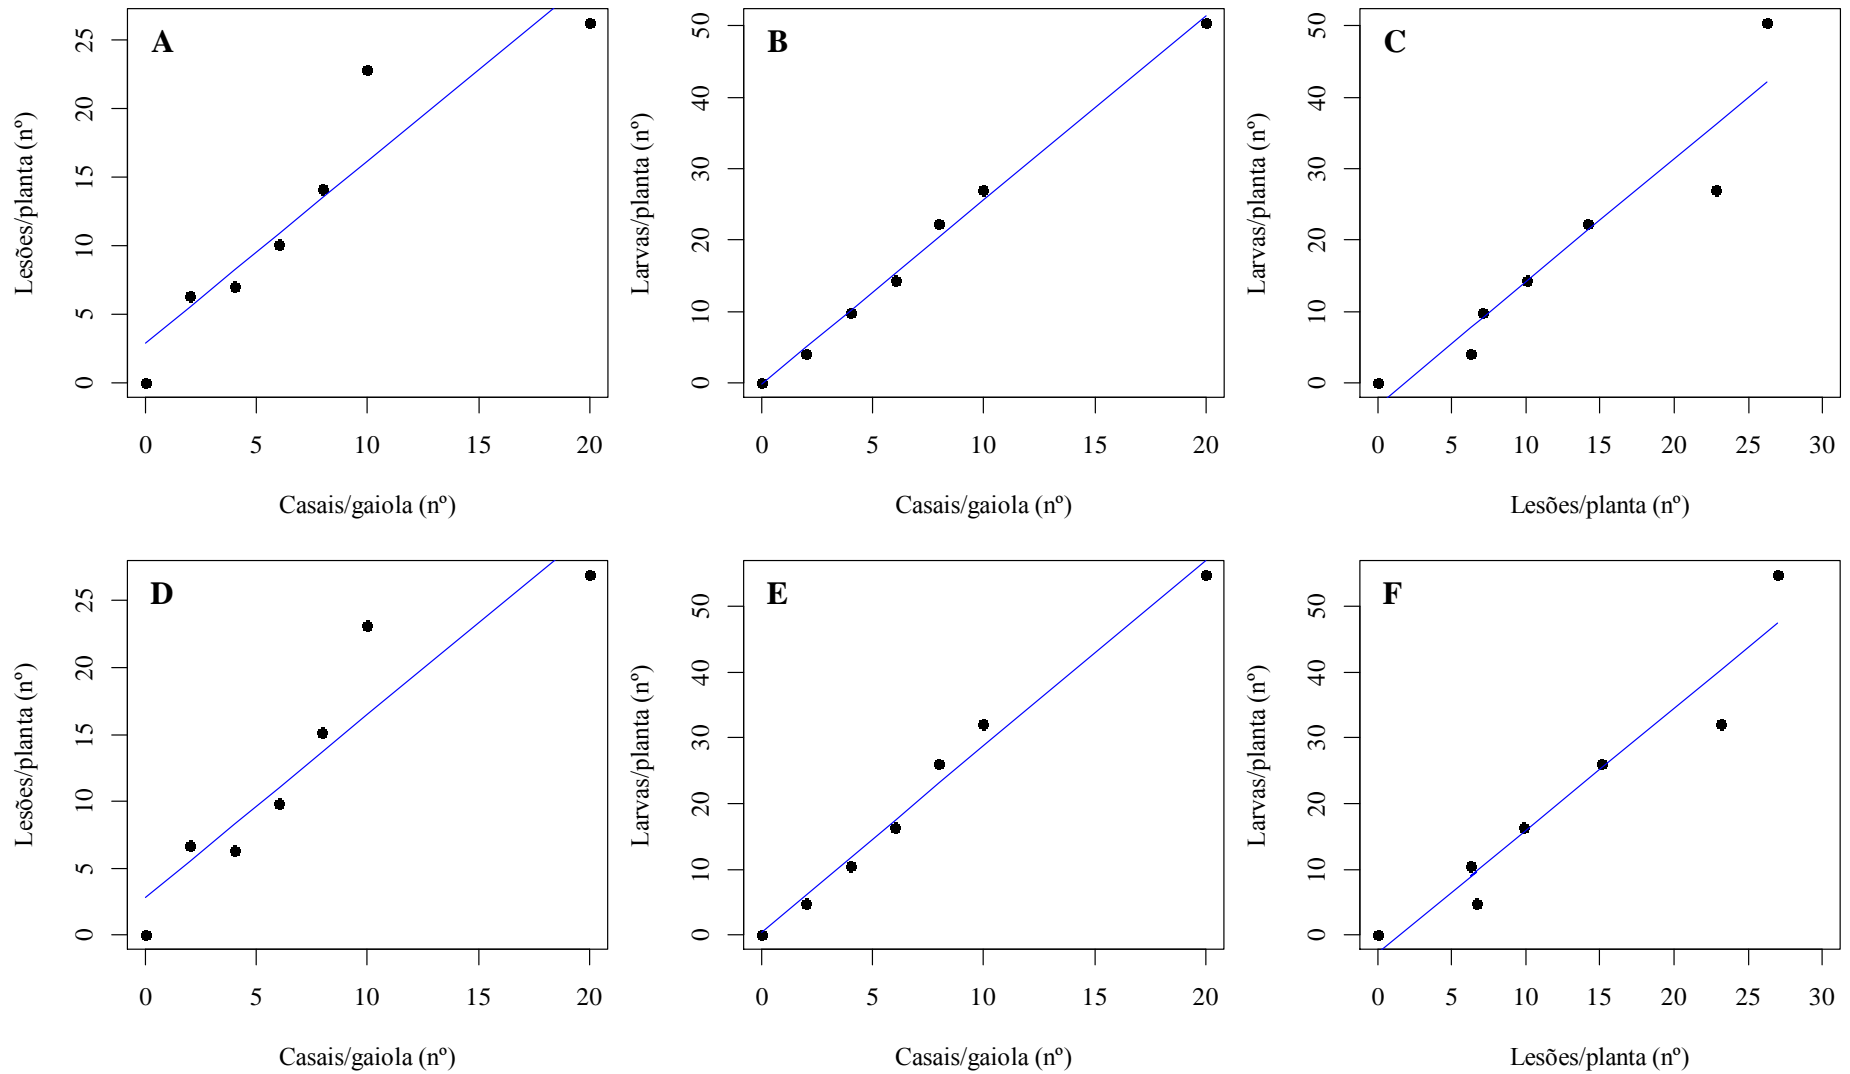 A
Lesões/planta (nº)
0 5 10 15 20 25
0 5 10 15 20
Casais/gaiola (nº)
B
Larvas/planta (nº)
0 10 20 30 40 50
0 5 10 15 20
Casais/gaiola (nº)
C
Larvas/planta (nº)
0 10 20 30 40 50
0 5 10 15 20 25 30
Lesões/planta (nº)
D
Lesões/planta (nº)
0 5 10 15 20 25
0 5 10 15 20
Casais/gaiola (nº)
E
Larvas/planta (nº)
0 10 20 30 40 50
0 5 10 15 20
Casais/gaiola (nº)
F
Larvas/planta (nº)
0 10 20 30 40 50
0 5 10 15 20 25 30
Lesões/planta (nº)